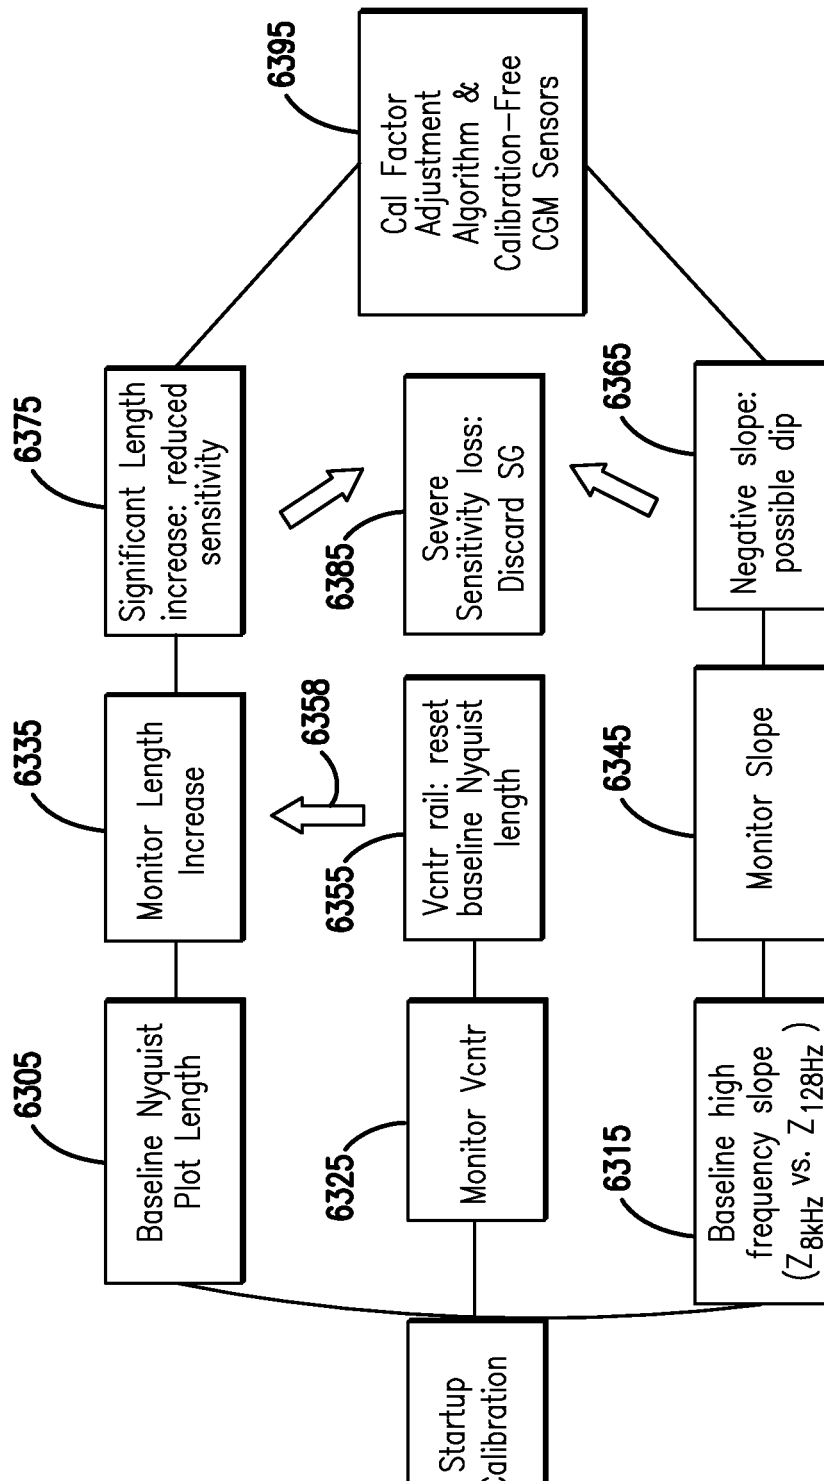 Startup
Calibration
6305
Baseline Nyquist
Plot Length
6335
Monitor Length
Increase
6375
Significant Length
increase: reduced
sensitivity
6325
Monitor Vcntr
6355
Vcntr rail: reset
baseline Nyquist
length
6358
6385
Severe
Sensitivity loss:
Discard SG
6315
Baseline high
frequency slope
(Z8kHz vs. Z128Hz)
6345
Monitor Slope
6365
Negative slope:
possible dip
6395
Cal Factor
Adjustment
Algorithm &
Calibration-Free
CGM Sensors